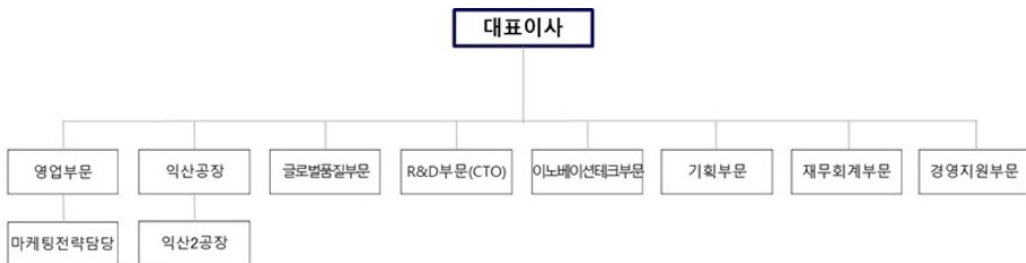 대표이사
영업부문
익산공장
글로벌품질부문
R&D부문(CTO)
이노베이션테크부문
기획부문
재무회계부문
경영지원부문
마케팅전략담당
익산2공장